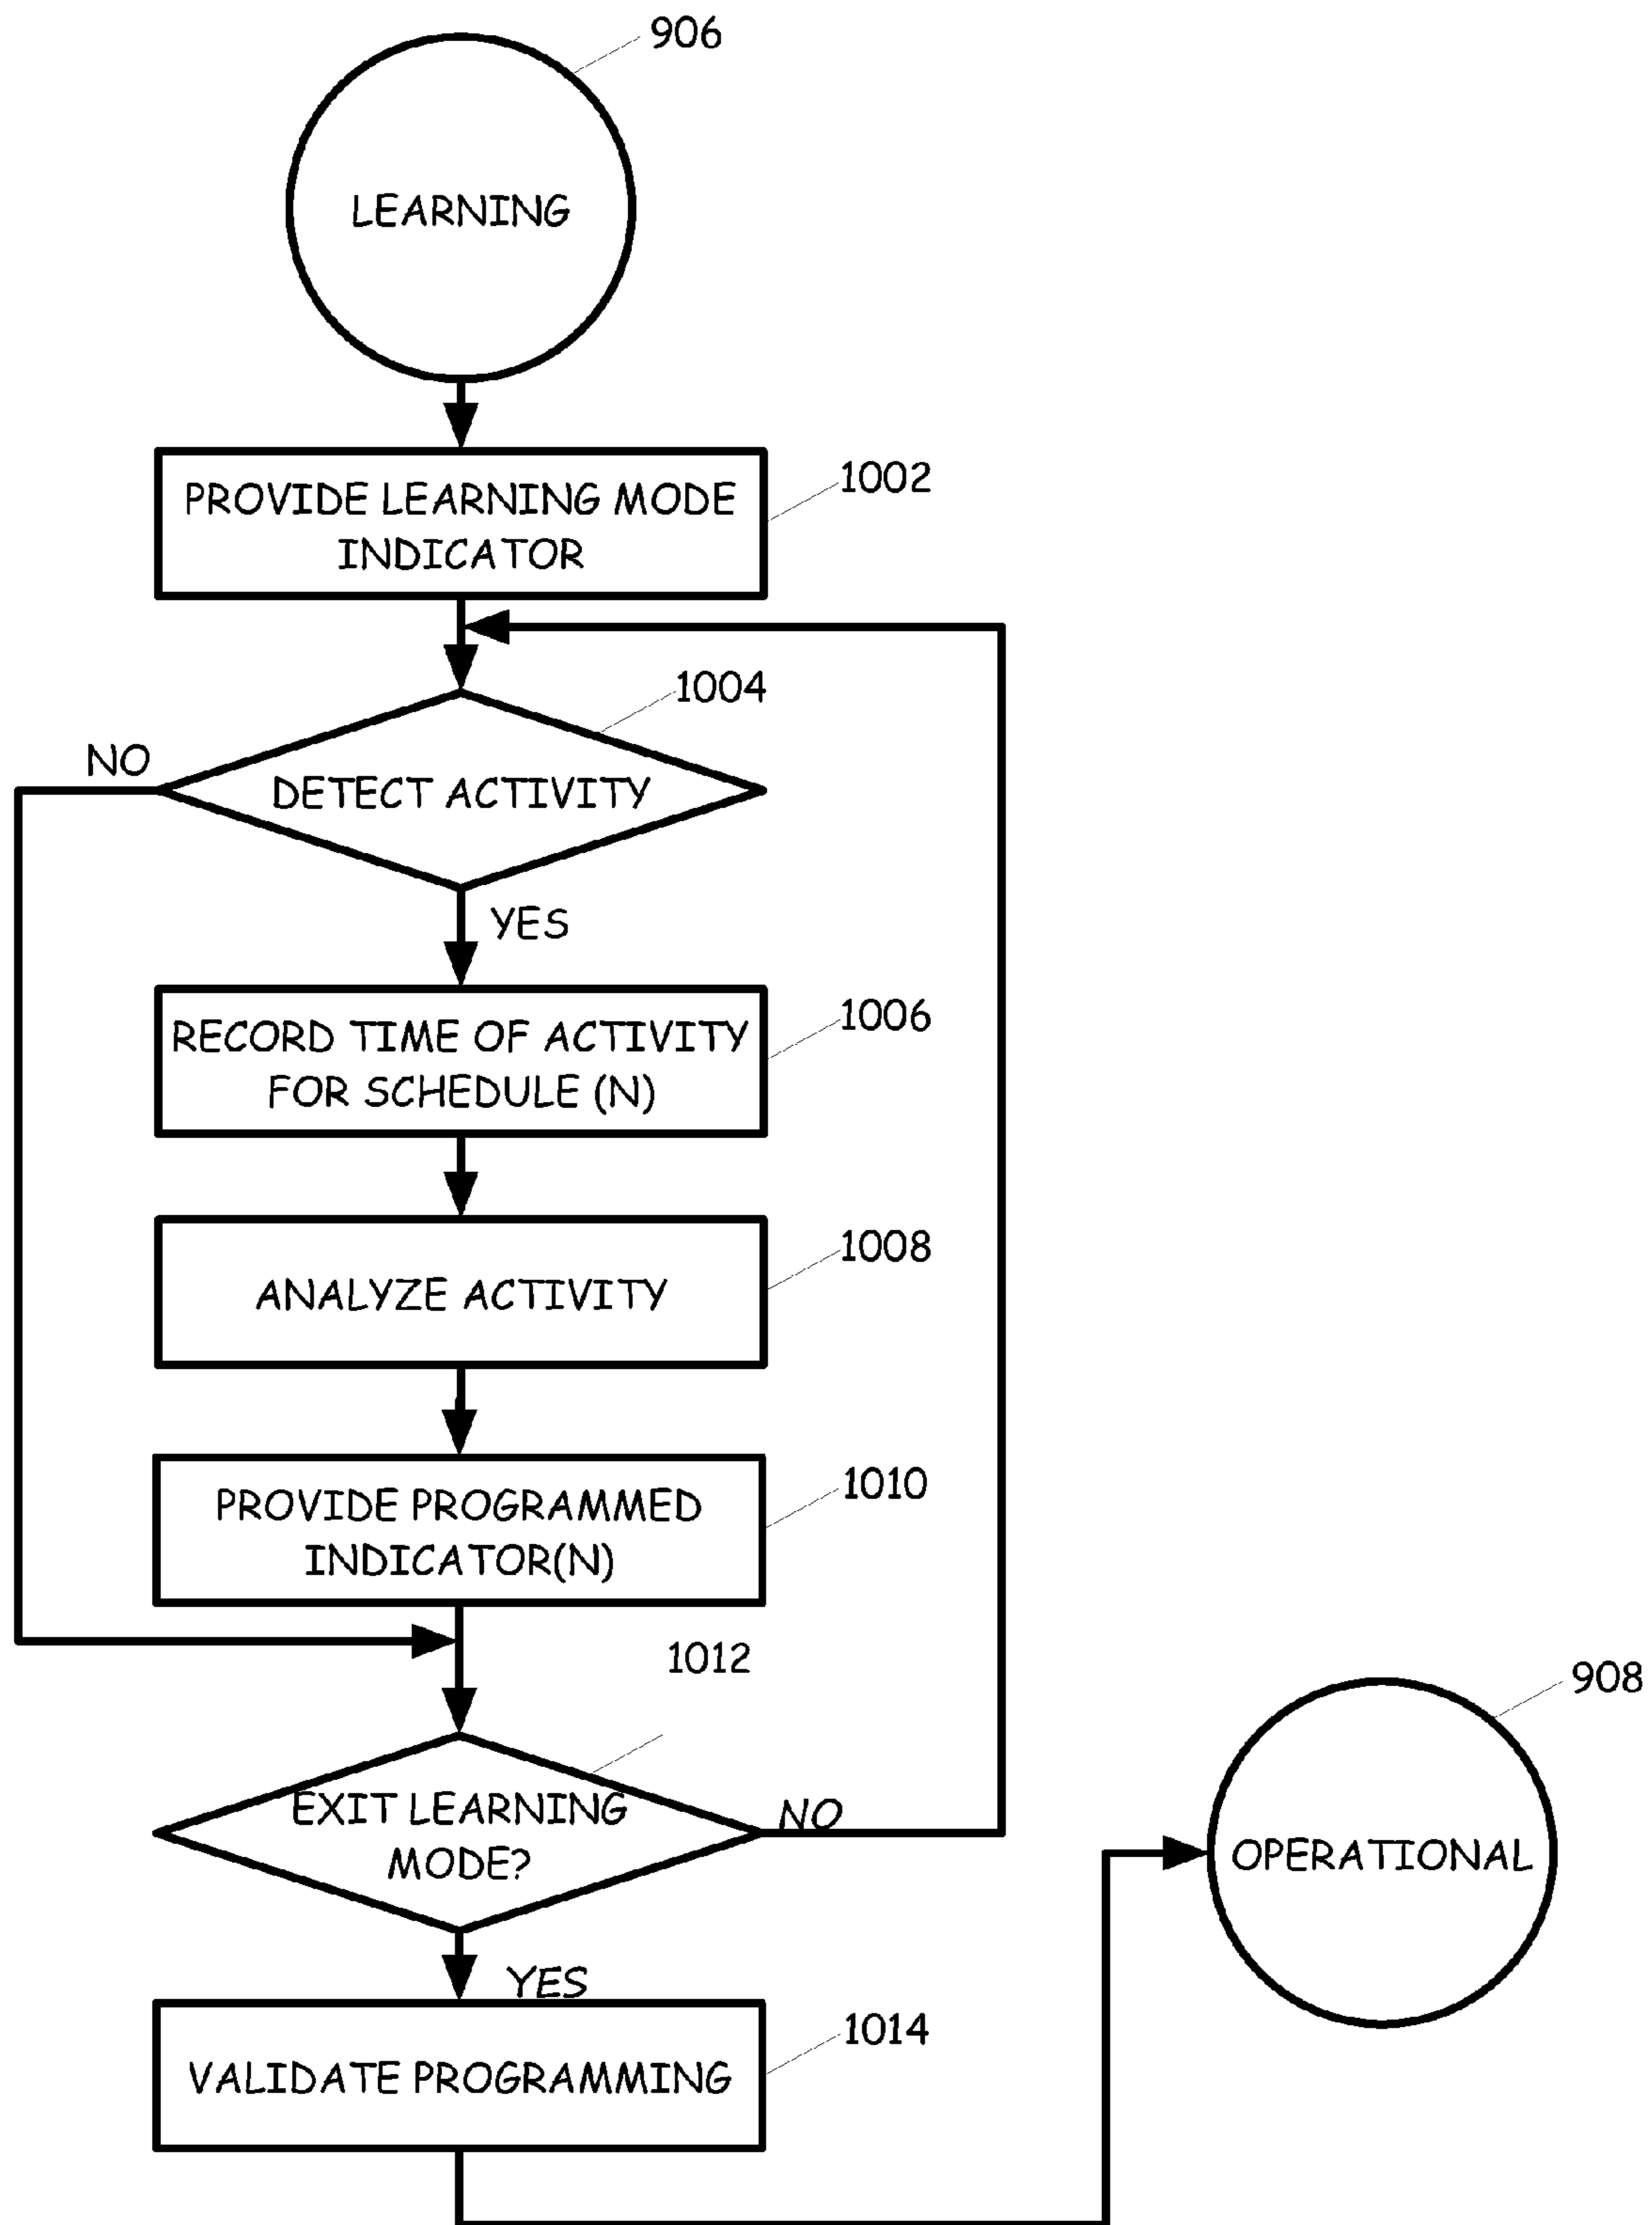 906
LEARNING
1002
PROVIDE LEARNING MODE
INDICATOR
1004
NO
DETECT ACTIVITY
YES
1006
RECORD TIME OF ACTIVITY
FOR SCHEDULE (N)
1008
ANALYZE ACTIVITY
1010
PROVIDE PROGRAMMED
INDICATOR(N)
1012
908
EXIT LEARNING
MODE?
NO
OPERATIONAL
YES
1014
VALIDATE PROGRAMMING